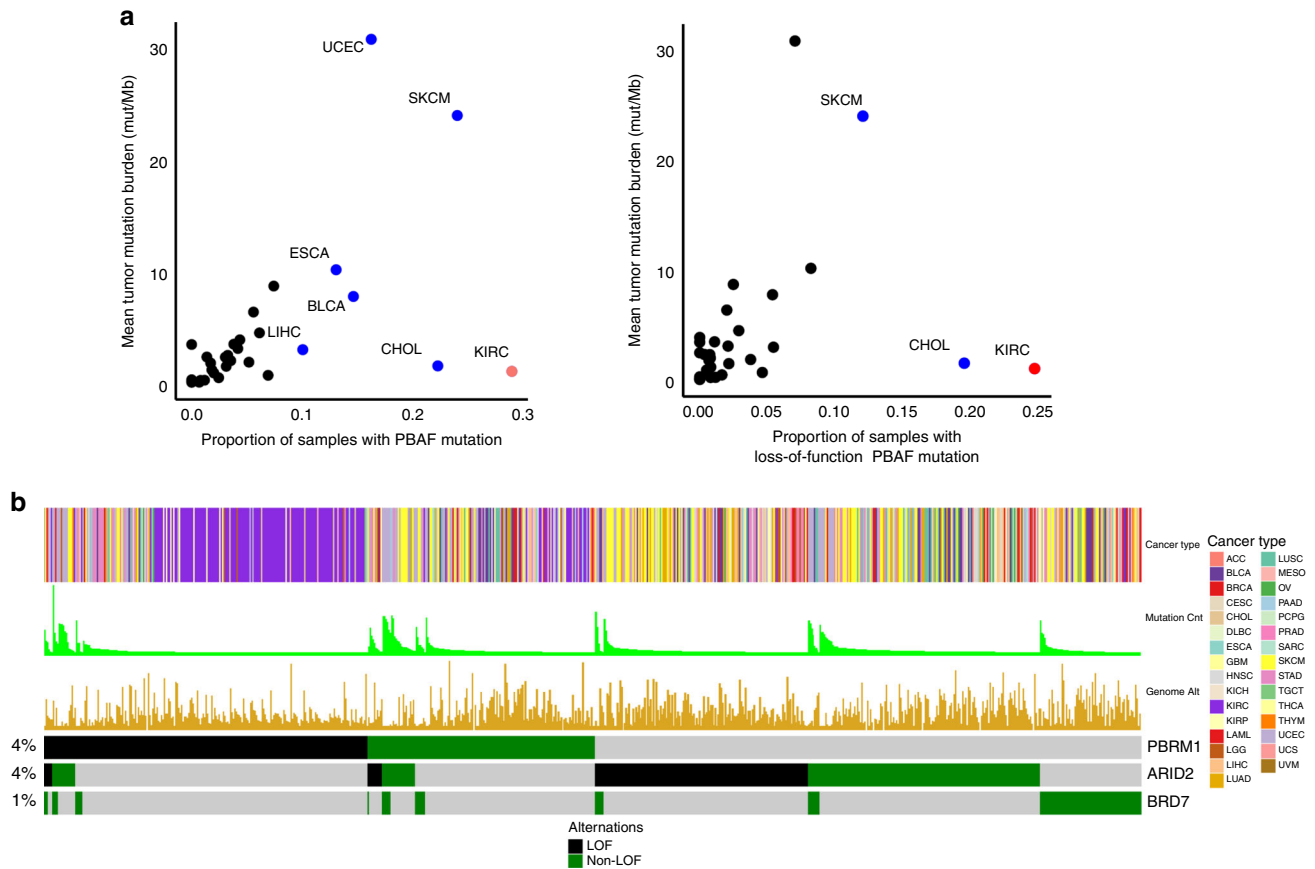 a
Mean tumor mutation burden (mut/Mb)
30
20
10
0
UCEC
SKCM
ESCA
BLCA
LIHC
CHOL
KIRC
0.0
0.1
0.2
0.3
Proportion of samples with PBAF mutation
Mean tumor mutation burden (mut/Mb)
30
20
10
0
SKCM
CHOL
KIRC
0.00
0.05
0.10
0.15
0.20
0.25
Proportion of samples with
loss-of-function PBAF mutation
b
Cancer type
Mutation Cnt
Genome Alt
4%
PBRM1
4%
ARID2
1%
BRD7
Alternations
LOF
Non-LOF
Cancer type
ACC
BLCA
BRCA
CESC
CHOL
DLBC
ESCA
GBM
HNSC
KICH
KIRC
KIRP
LAML
LGG
LIHC
LUAD
LUSC
MESO
OV
PAAD
PCPG
PRAD
SARC
SKCM
STAD
TGCT
THCA
THYM
UCEC
UCS
UVM